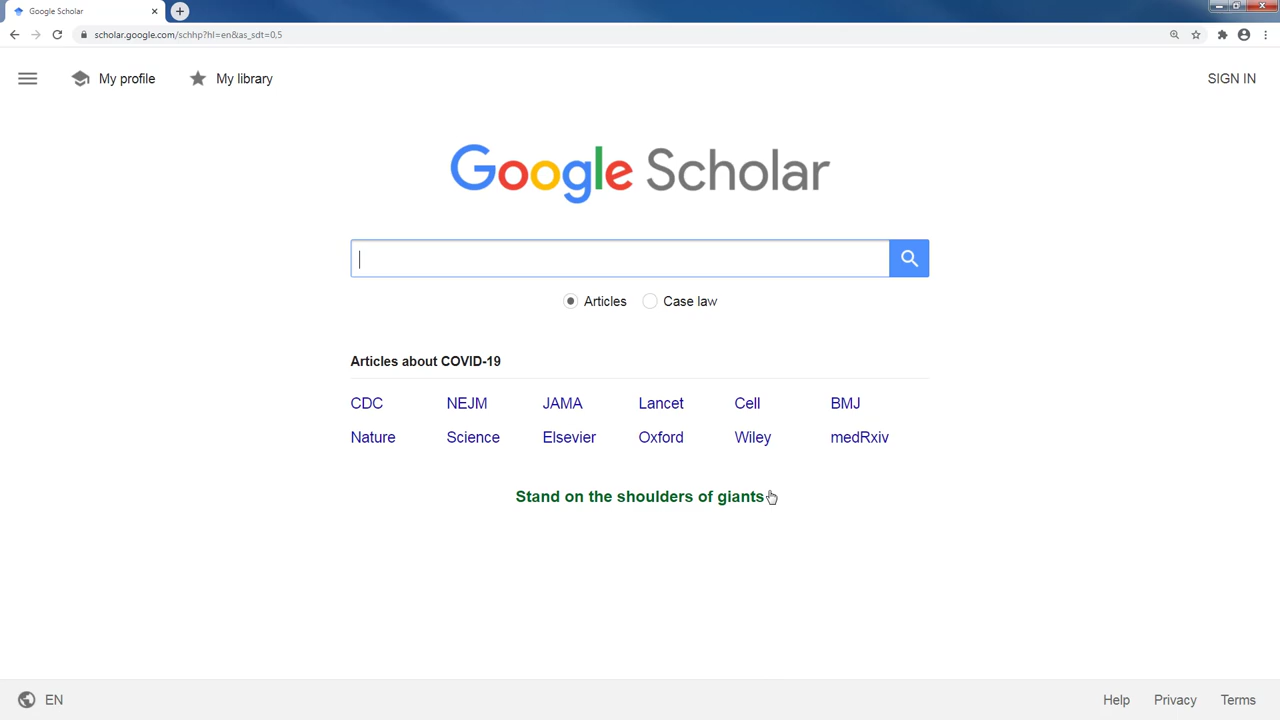 Google Scholar
scholar.google.com/schhp?hl=en&as_sdt=0,5
My profile My library SIGN IN
Google Scholar
Articles Case law
Articles about COVID-19
CDC NEJM JAMA Lancet Cell BMJ
Nature Science Elsevier Oxford Wiley medRxiv
Stand on the shoulders of giants
EN Help Privacy Terms